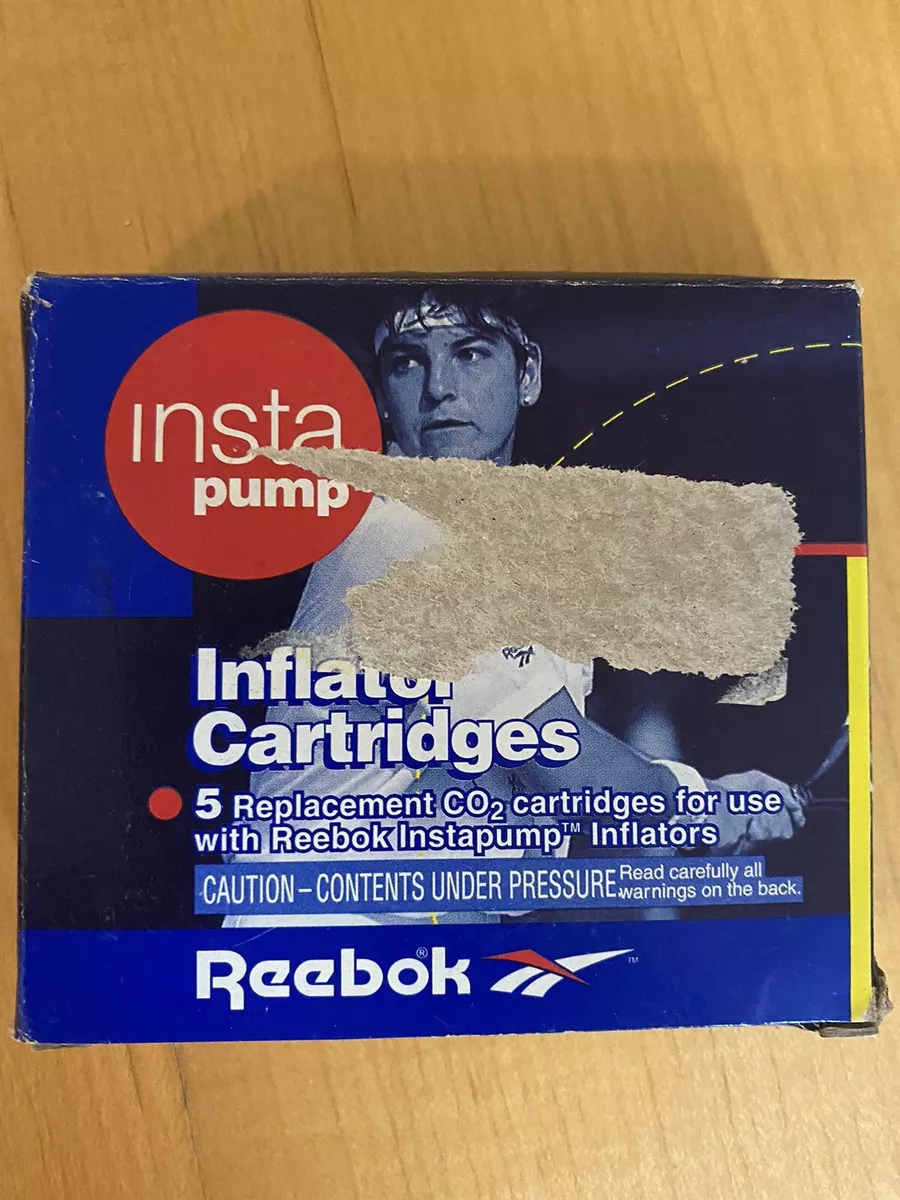 insta
pump
Inflator
Cartridges
5 Replacement CO₂ cartridges for use
with Reebok Instapump™ Inflators
CAUTION – CONTENTS UNDER PRESSURE. Read carefully all
warnings on the back.
Reebok® ™